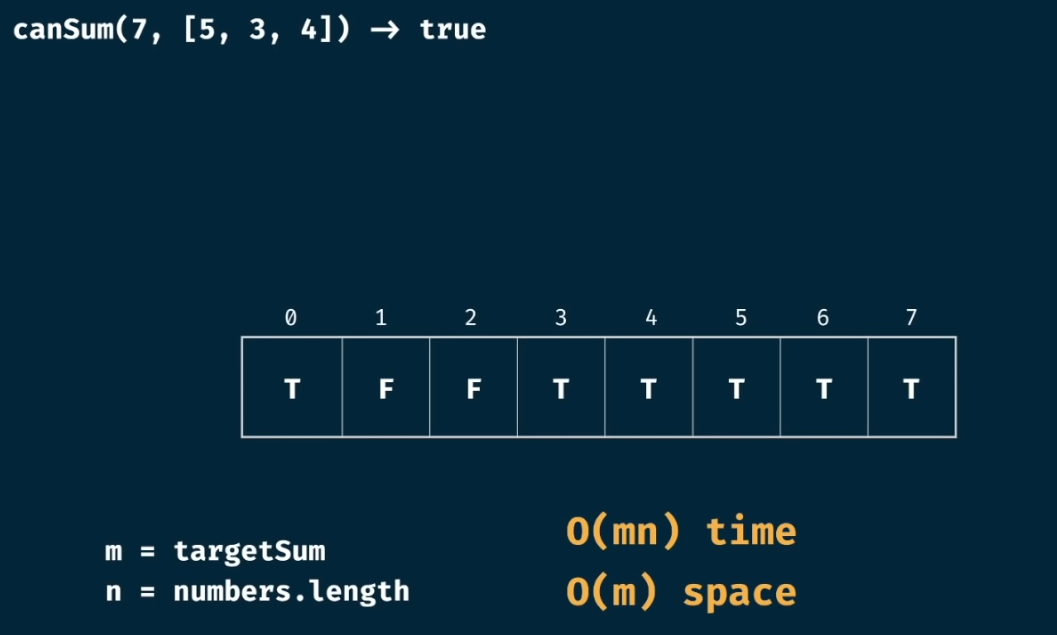 canSum(7, [5, 3, 4]) → true
0 1 2 3 4 5 6 7
T F F T T T T T
m = targetSum
n = numbers.length
O(mn) time
O(m) space